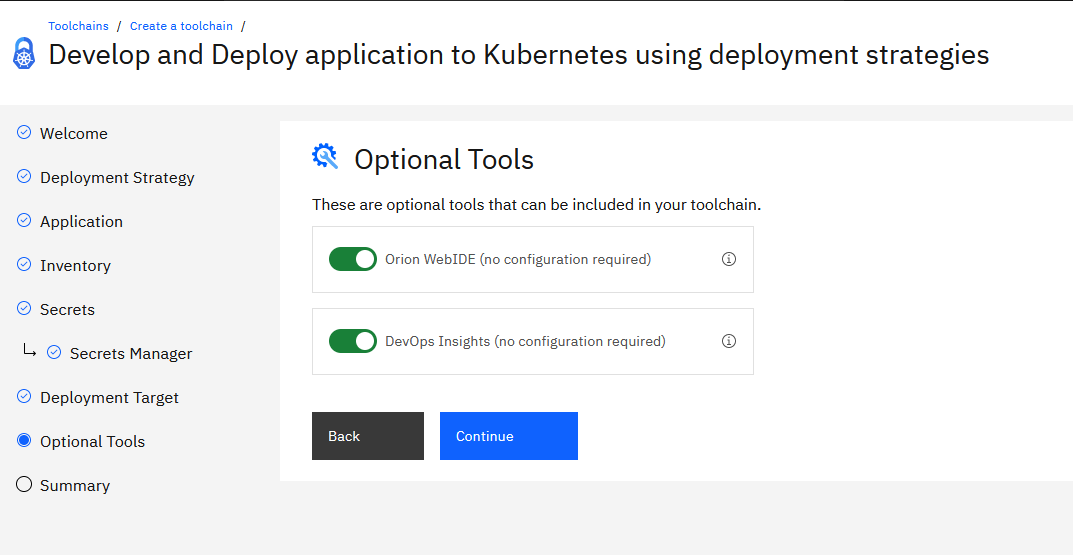 Toolchains / Create a toolchain /
Develop and Deploy application to Kubernetes using deployment strategies
Welcome
Deployment Strategy
Application
Inventory
Secrets
Secrets Manager
Deployment Target
Optional Tools
Summary
Optional Tools
These are optional tools that can be included in your toolchain.
Orion WebIDE (no configuration required)
DevOps Insights (no configuration required)
Back
Continue